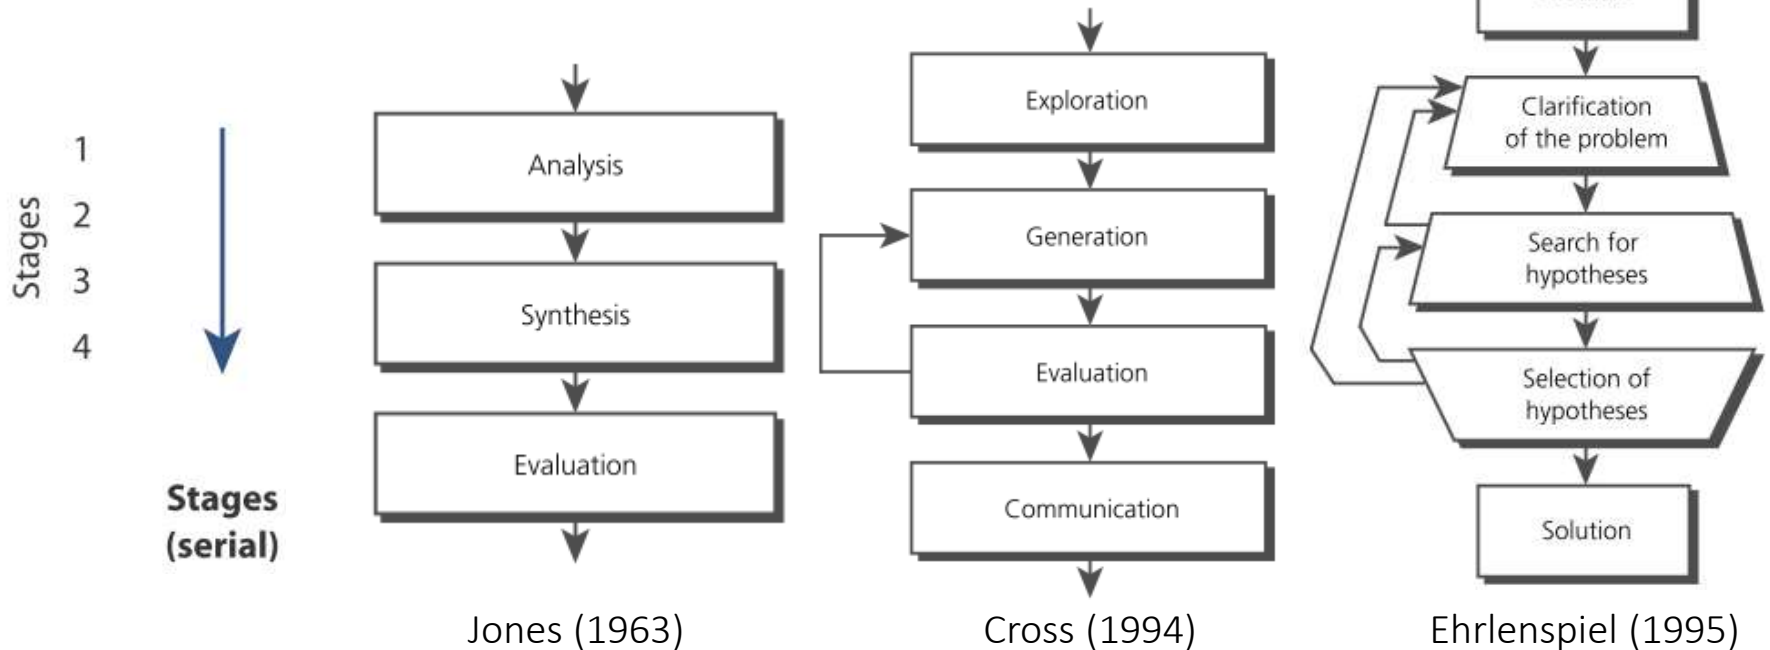 Stages
1
2
3
4
Stages
(serial)
Analysis
Synthesis
Evaluation
Jones (1963)
Exploration
Generation
Evaluation
Communication
Cross (1994)
Clarification
of the problem
Search for
hypotheses
Selection of
hypotheses
Solution
Ehrlenspiel (1995)